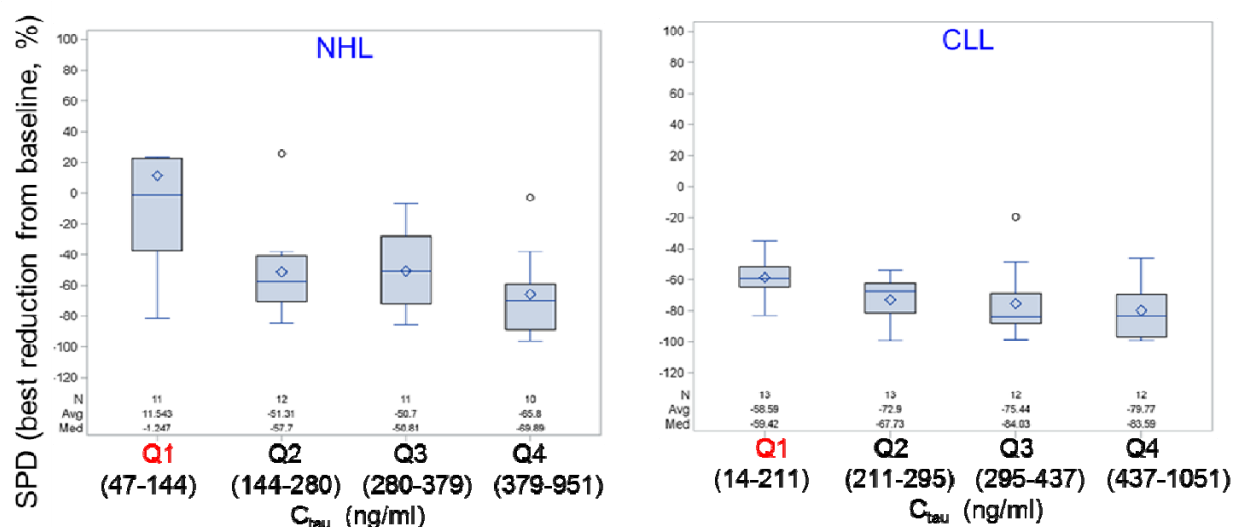 SPD (best reduction from baseline, %)
NHL
100
80
60
40
20
0
-20
-40
-60
-80
-100
-120
N 11 12 11 10
Avg 11.543 -51.31 -50.7 -65.8
Med -1.247 -57.7 -50.81 -69.89
Q1 Q2 Q3 Q4
(47-144) (144-280) (280-379) (379-951)
Ctau (ng/ml)
CLL
100
80
60
40
20
0
-20
-40
-60
-80
-100
-120
N 13 13 12 12
Avg -58.59 -72.9 -75.44 -79.77
Med -59.42 -67.73 -84.03 -83.59
Q1 Q2 Q3 Q4
(14-211) (211-295) (295-437) (437-1051)
Ctau (ng/ml)